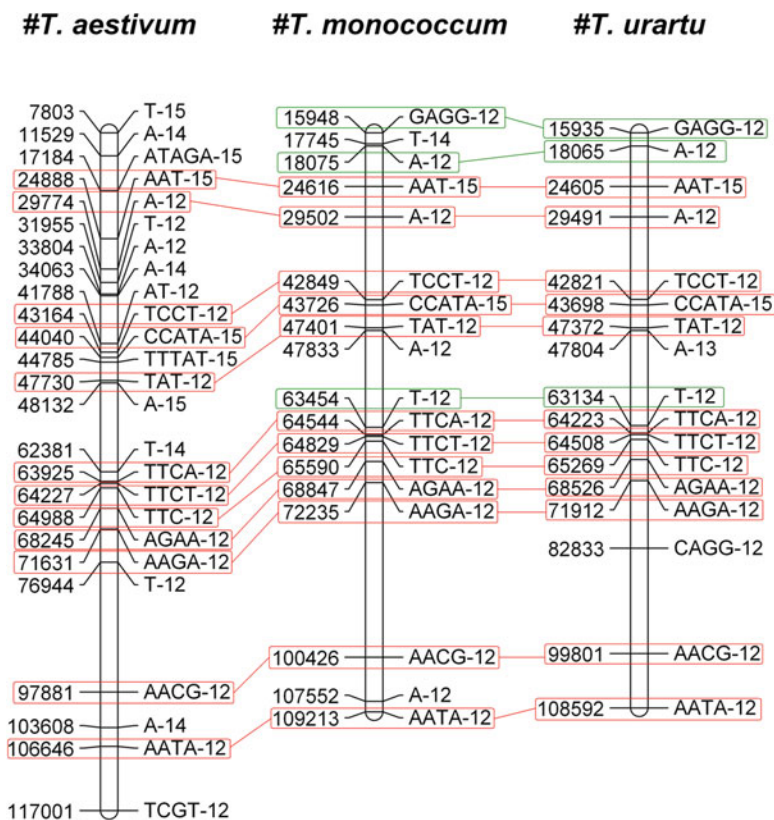 #T. aestivum
7803 T-15
11529 A-14
17184 ATAGA-15
24888 AAT-15
29774 A-12
31955 T-12
33804 A-12
34063 A-14
41788 AT-12
43164 TCCT-12
44040 CCATA-15
44785 TTTAT-15
47730 TAT-12
48132 A-15
62381 T-14
63925 TTCA-12
64227 TTCT-12
64988 TTC-12
68245 AGAA-12
71631 AAGA-12
76944 T-12
97881 AACG-12
103608 A-14
106646 AATA-12
117001 TCGT-12
#T. monococcum
15948 GAGG-12
17745 T-14
18075 A-12
24616 AAT-15
29502 A-12
42849 TCCT-12
43726 CCATA-15
47401 TAT-12
47833 A-12
63454 T-12
64544 TTCA-12
64829 TTCT-12
65590 TTC-12
68847 AGAA-12
72235 AAGA-12
100426 AACG-12
107552 A-12
109213 AATA-12
#T. urartu
15935 GAGG-12
18065 A-12
24605 AAT-15
29491 A-12
42821 TCCT-12
43698 CCATA-15
47372 TAT-12
47804 A-13
63134 T-12
64223 TTCA-12
64508 TTCT-12
65269 TTC-12
68526 AGAA-12
71912 AAGA-12
82833 CAGG-12
99801 AACG-12
108592 AATA-12